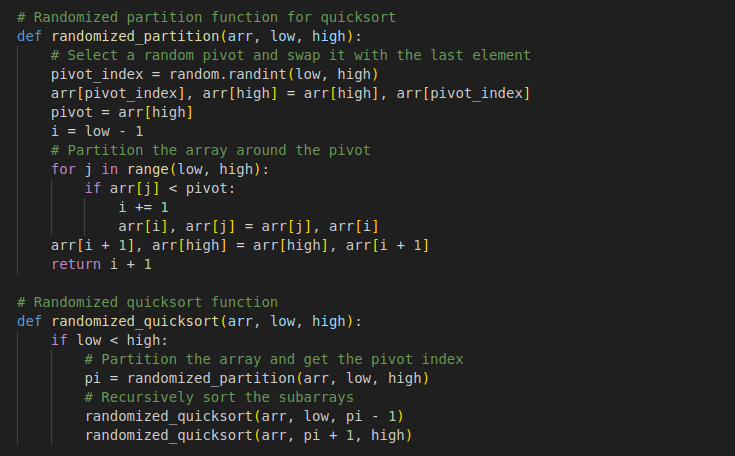 # Randomized partition function for quicksort
def randomized_partition(arr, low, high):
    # Select a random pivot and swap it with the last element
    pivot_index = random.randint(low, high)
    arr[pivot_index], arr[high] = arr[high], arr[pivot_index]
    pivot = arr[high]
    i = low - 1
    # Partition the array around the pivot
    for j in range(low, high):
        if arr[j] < pivot:
            i += 1
            arr[i], arr[j] = arr[j], arr[i]
    arr[i + 1], arr[high] = arr[high], arr[i + 1]
    return i + 1

# Randomized quicksort function
def randomized_quicksort(arr, low, high):
    if low < high:
        # Partition the array and get the pivot index
        pi = randomized_partition(arr, low, high)
        # Recursively sort the subarrays
        randomized_quicksort(arr, low, pi - 1)
        randomized_quicksort(arr, pi + 1, high)